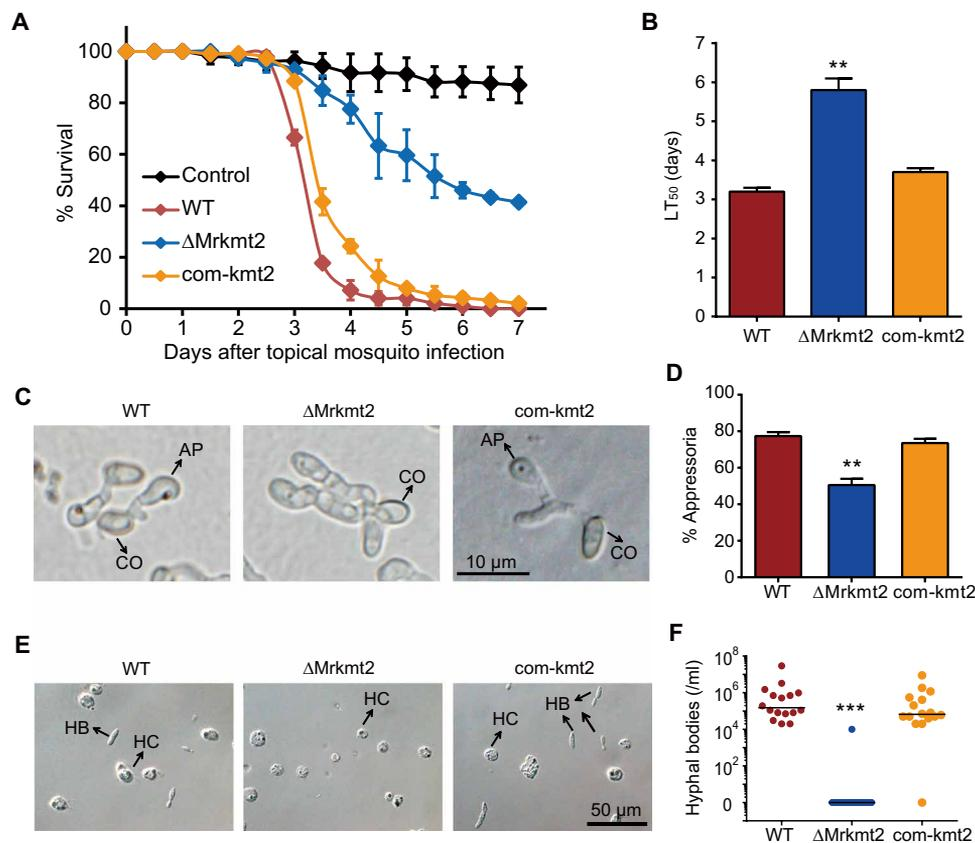 A
100
80
60
40
20
0
% Survival
Control
WT
ΔMrkmt2
com-kmt2
0 1 2 3 4 5 6 7
Days after topical mosquito infection
B
7
6
5
4
3
2
1
0
LT50 (days)
**
WT ΔMrkmt2 com-kmt2
C
WT ΔMrkmt2 com-kmt2
AP
CO
CO
AP
CO
10 µm
D
100
80
60
40
20
0
% Appressoria
**
WT ΔMrkmt2 com-kmt2
E
WT ΔMrkmt2 com-kmt2
HB
HC
HC
HC
HB
50 µm
F
10^8
10^6
10^4
10^2
0
Hyphal bodies (/ml)
***
WT ΔMrkmt2 com-kmt2